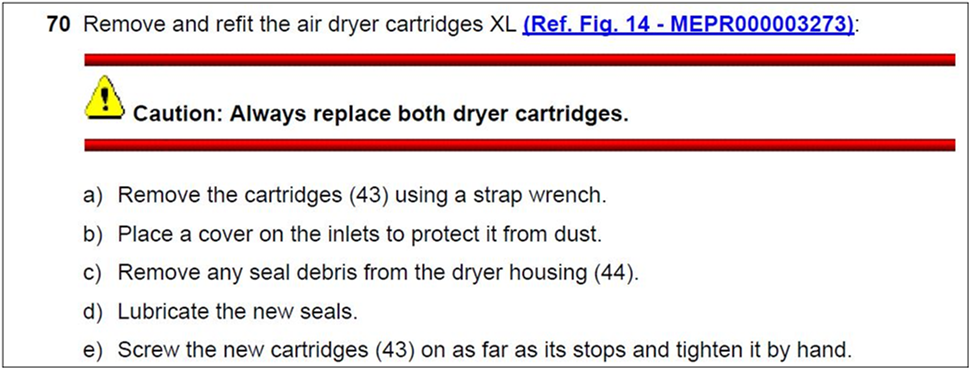 70 Remove and refit the air dryer cartridges XL (Ref. Fig. 14 - MEPR000003273):
Caution: Always replace both dryer cartridges.
a) Remove the cartridges (43) using a strap wrench.
b) Place a cover on the inlets to protect it from dust.
c) Remove any seal debris from the dryer housing (44).
d) Lubricate the new seals.
e) Screw the new cartridges (43) on as far as its stops and tighten it by hand.